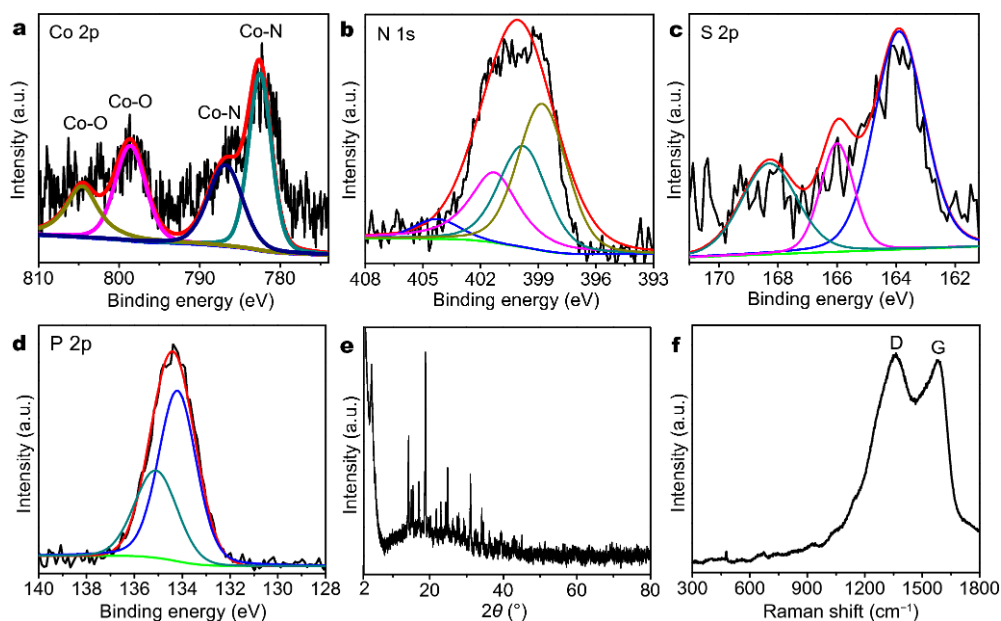 a Co 2p
Co-O
Co-O
Co-N
Co-N
Intensity (a.u.)
810 800 790 780
Binding energy (eV)
b N 1s
Intensity (a.u.)
408 405 402 399 396 393
Binding energy (eV)
c S 2p
Intensity (a.u.)
170 168 166 164 162
Binding energy (eV)
d P 2p
Intensity (a.u.)
140 138 136 134 132 130 128
Binding energy (eV)
e
Intensity (a.u.)
2 20 40 60 80
2θ (°)
f
D G
Intensity (a.u.)
300 600 900 1200 1500 1800
Raman shift (cm⁻¹)